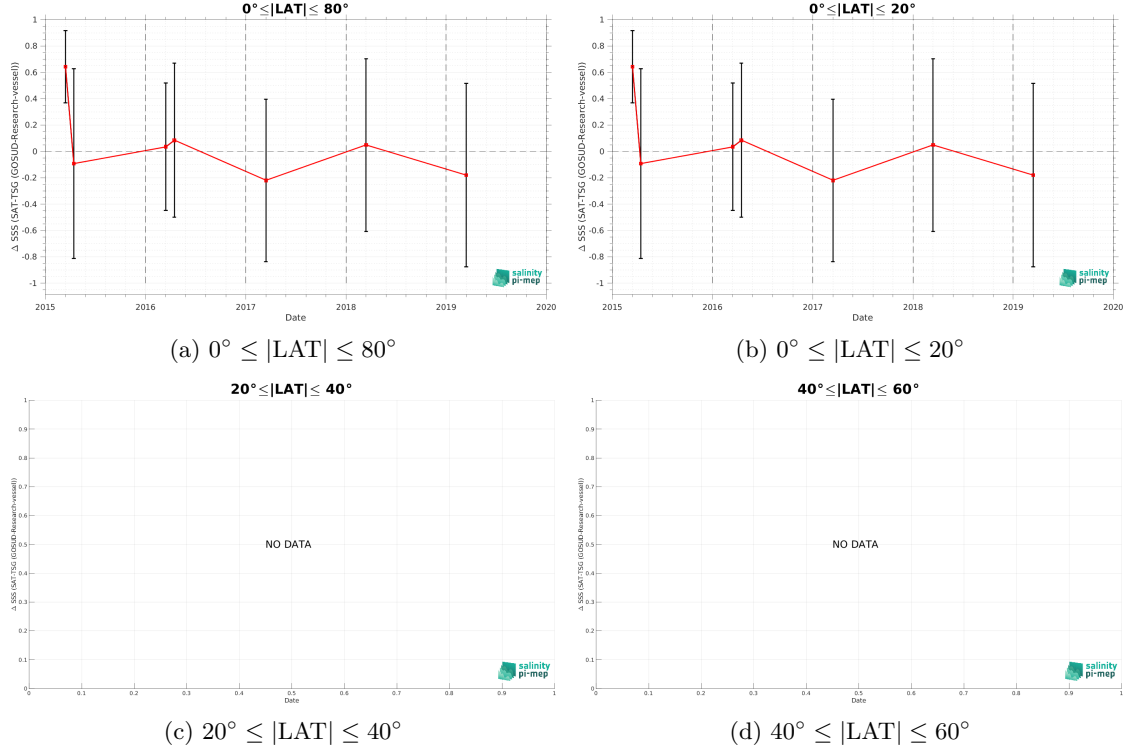 0°≤|LAT|≤ 80°
Δ SSS (SAT-TSG (GOSUD-Research-vessel))
1
0.8
0.6
0.4
0.2
0
-0.2
-0.4
-0.6
-0.8
-1
2015 2016 2017 2018 2019 2020
Date
salinity
pi-mep
(a) 0° ≤ |LAT| ≤ 80°
0°≤|LAT|≤ 20°
Δ SSS (SAT-TSG (GOSUD-Research-vessel))
1
0.8
0.6
0.4
0.2
0
-0.2
-0.4
-0.6
-0.8
-1
2015 2016 2017 2018 2019 2020
Date
salinity
pi-mep
(b) 0° ≤ |LAT| ≤ 20°
20°≤|LAT|≤ 40°
Δ SSS (SAT-TSG (GOSUD-Research-vessel))
1
0.9
0.8
0.7
0.6
0.5
0.4
0.3
0.2
0.1
0
NO DATA
0 0.1 0.2 0.3 0.4 0.5 0.6 0.7 0.8 0.9 1
Date
salinity
pi-mep
(c) 20° ≤ |LAT| ≤ 40°
40°≤|LAT|≤ 60°
Δ SSS (SAT-TSG (GOSUD-Research-vessel))
1
0.9
0.8
0.7
0.6
0.5
0.4
0.3
0.2
0.1
0
NO DATA
0 0.1 0.2 0.3 0.4 0.5 0.6 0.7 0.8 0.9 1
Date
salinity
pi-mep
(d) 40° ≤ |LAT| ≤ 60°